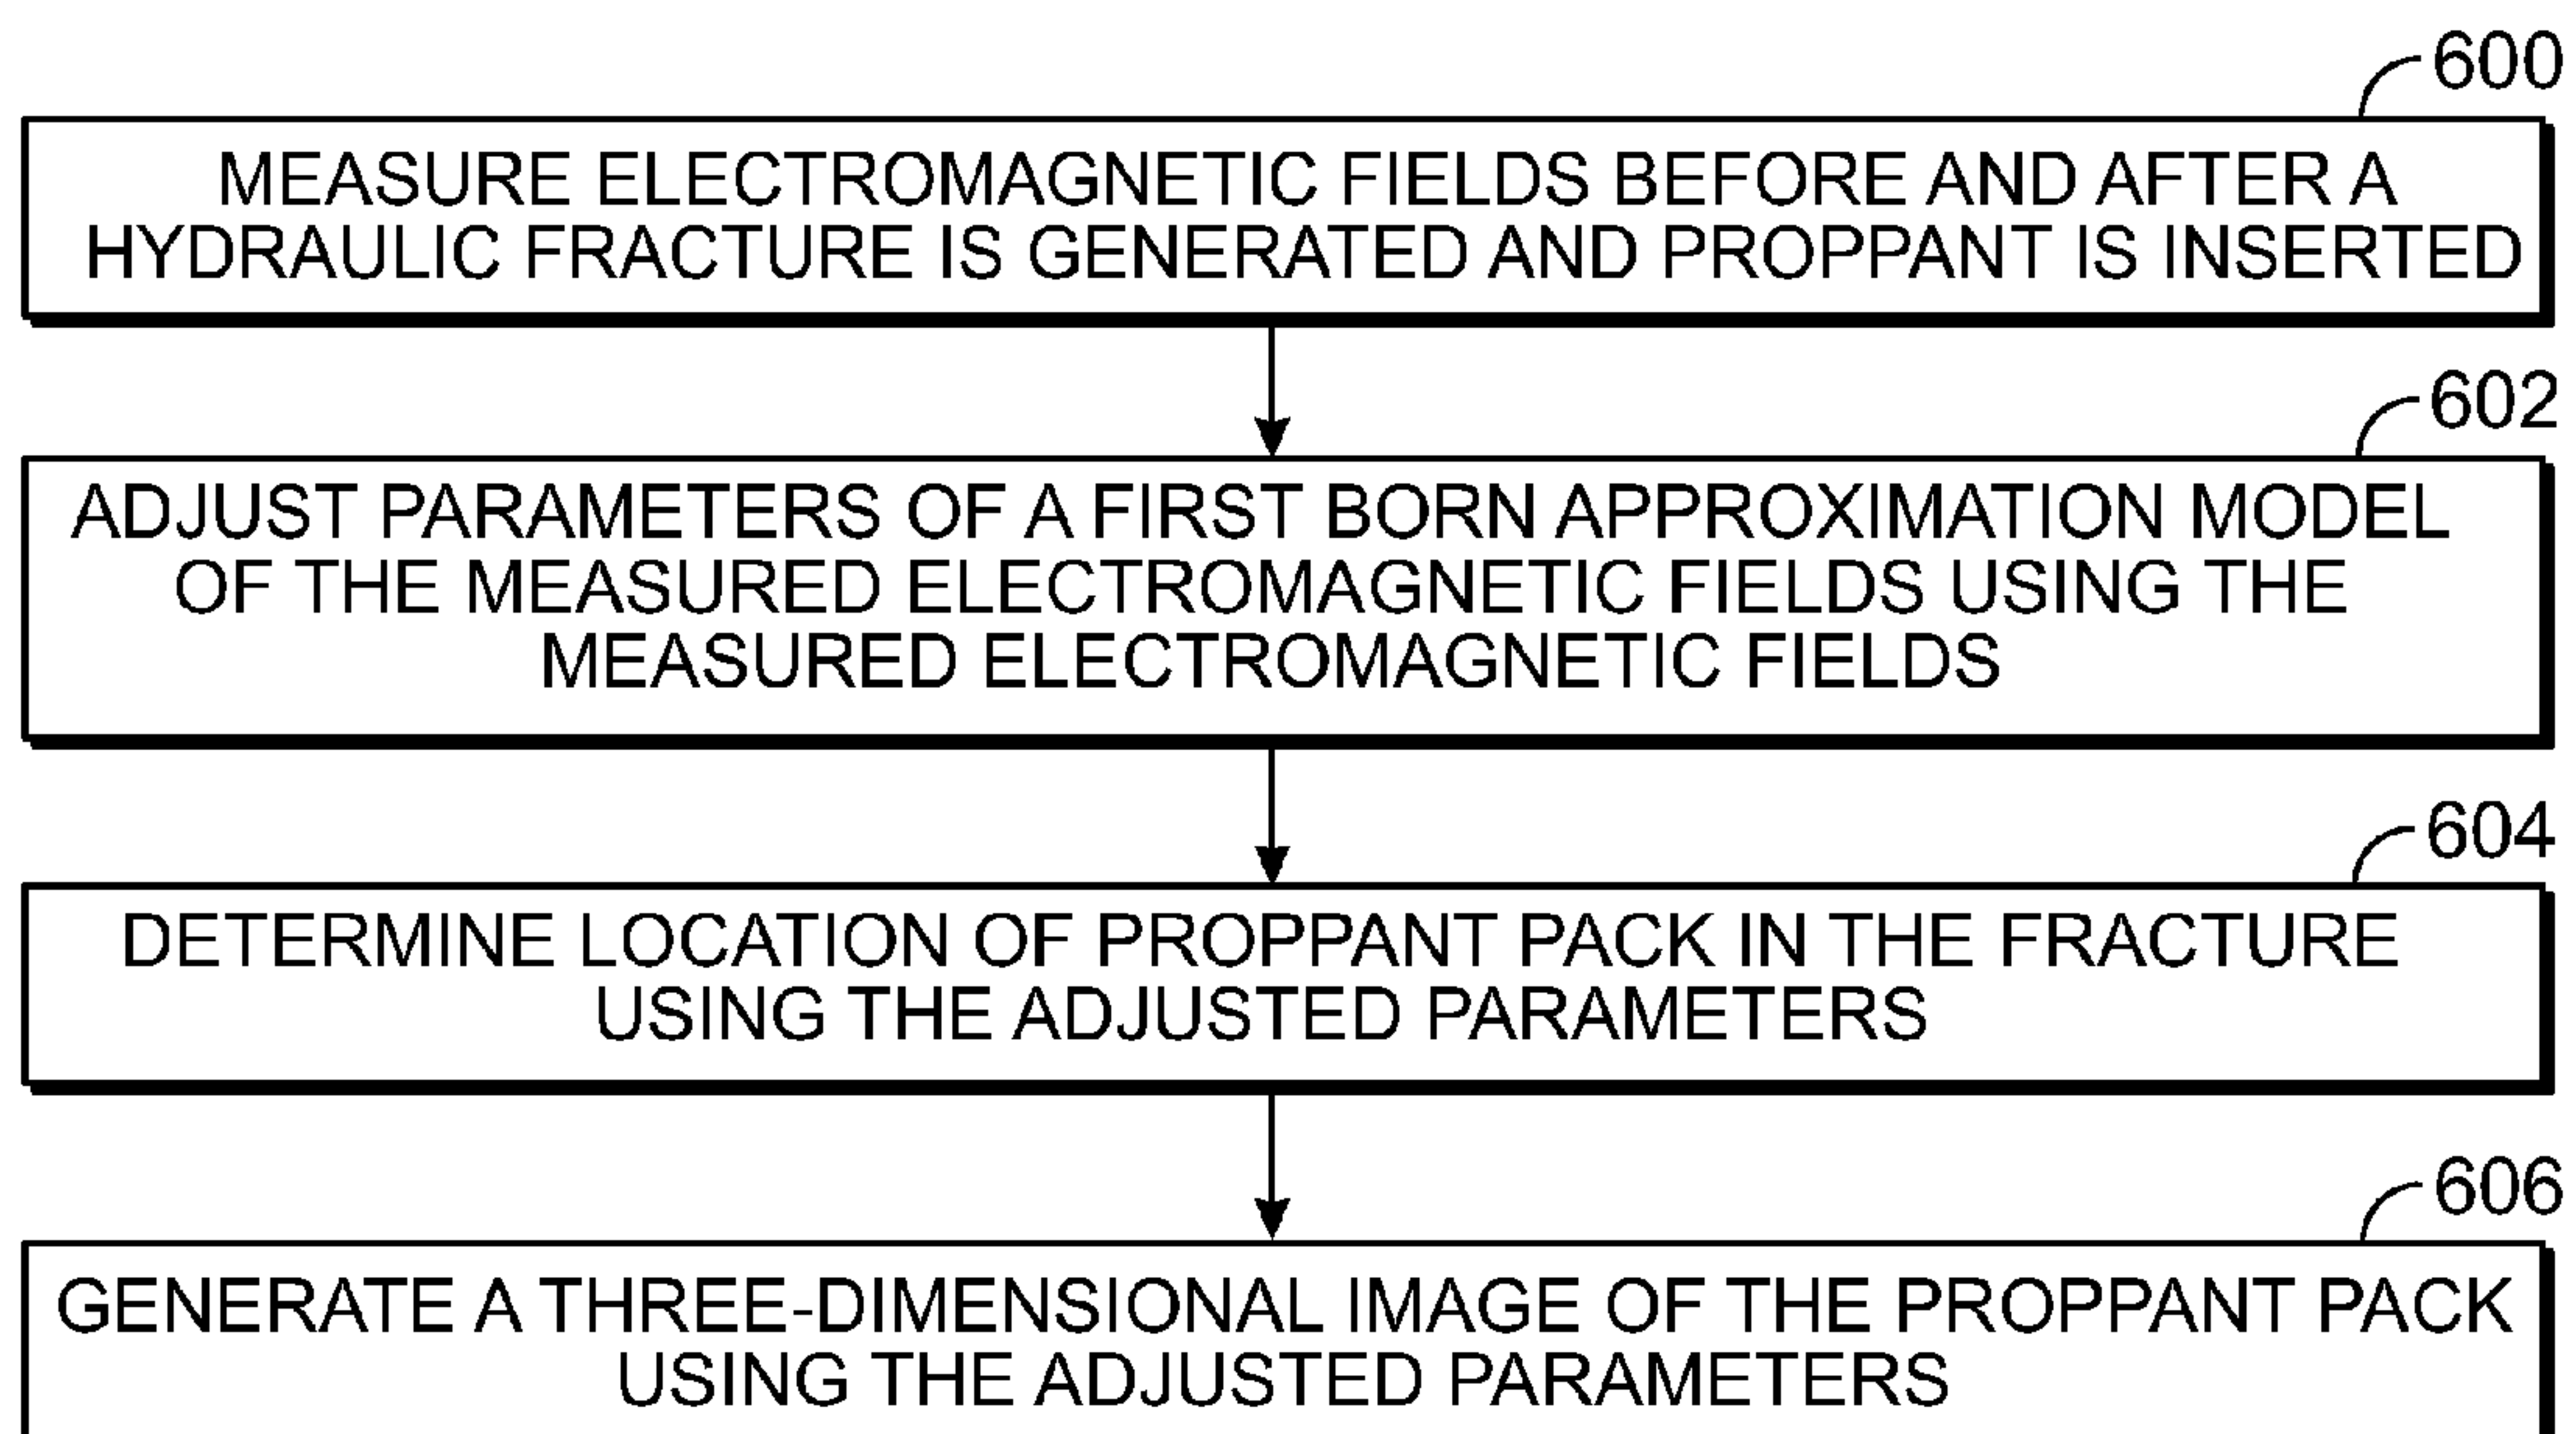 600
MEASURE ELECTROMAGNETIC FIELDS BEFORE AND AFTER A
HYDRAULIC FRACTURE IS GENERATED AND PROPPANT IS INSERTED
602
ADJUST PARAMETERS OF A FIRST BORN APPROXIMATION MODEL
OF THE MEASURED ELECTROMAGNETIC FIELDS USING THE
MEASURED ELECTROMAGNETIC FIELDS
604
DETERMINE LOCATION OF PROPPANT PACK IN THE FRACTURE
USING THE ADJUSTED PARAMETERS
606
GENERATE A THREE-DIMENSIONAL IMAGE OF THE PROPPANT PACK
USING THE ADJUSTED PARAMETERS